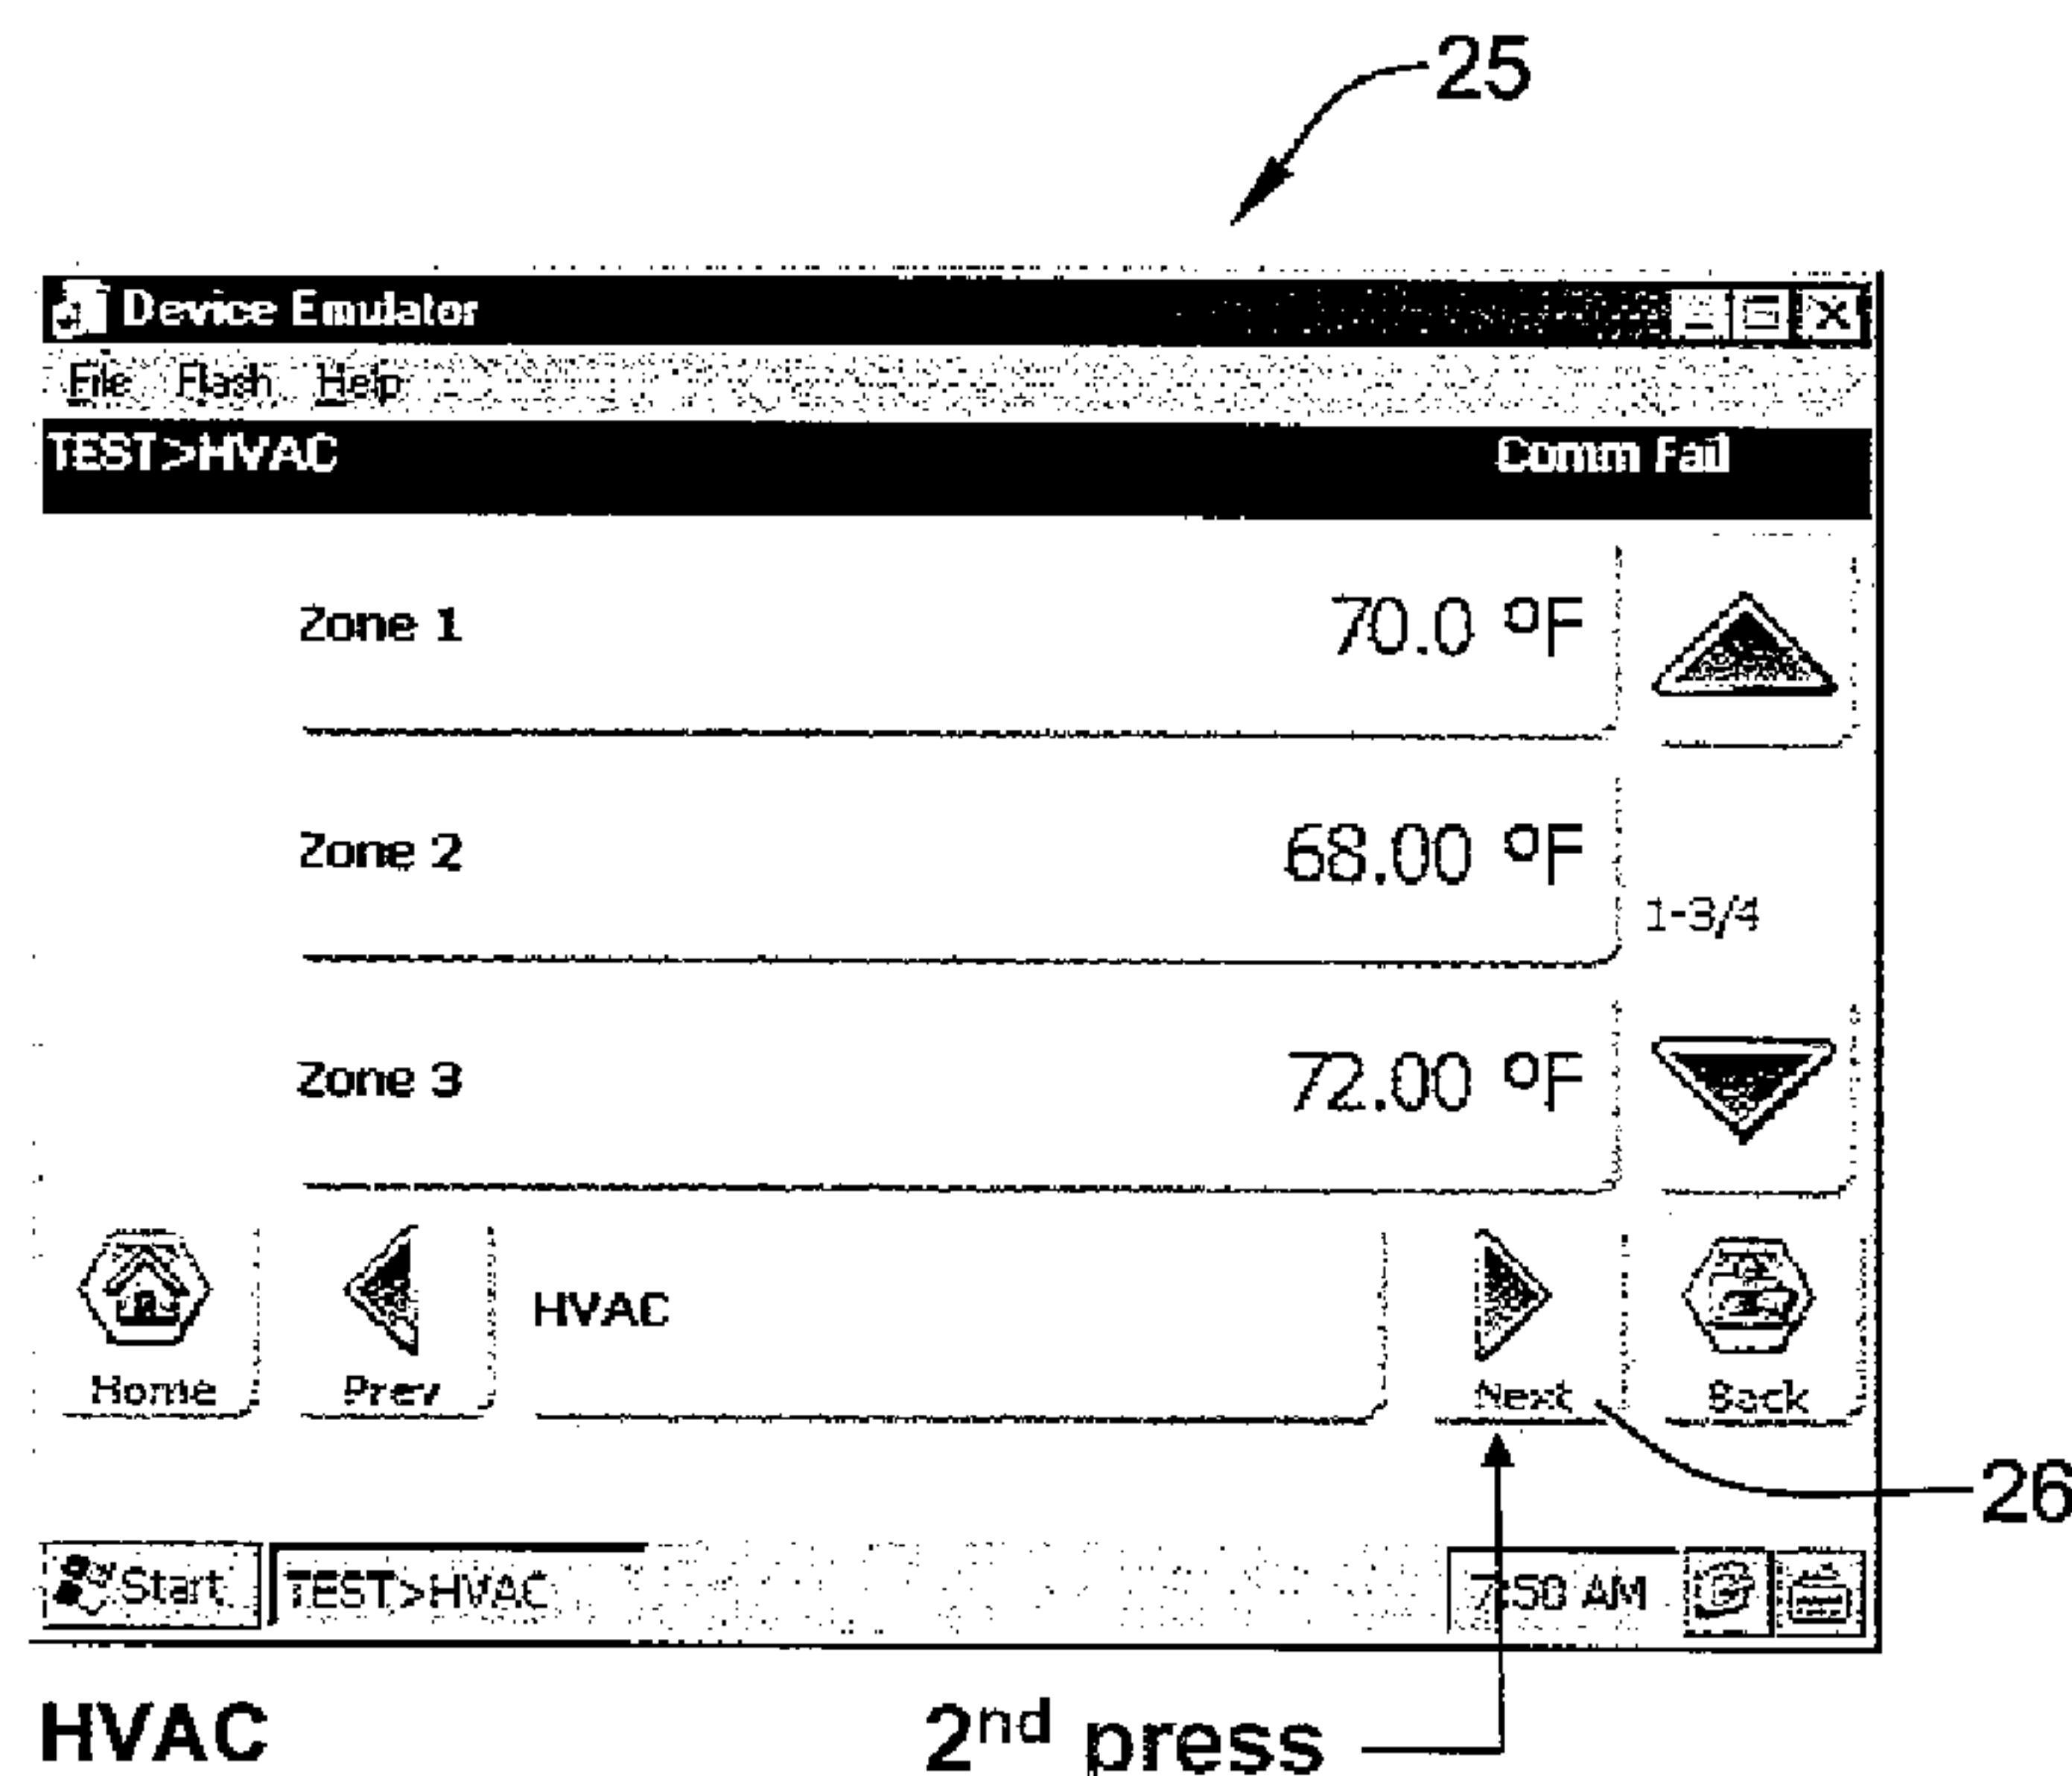 25
Device Emulator
File Flash Help
TEST>HVAC Comm Fail
Zone 1 70.0 °F
Zone 2 68.00 °F
1-3/4
Zone 3 72.00 °F
HVAC
Home Prev Next Back
26
Start TEST>HVAC 7:50 AM
HVAC 2nd press